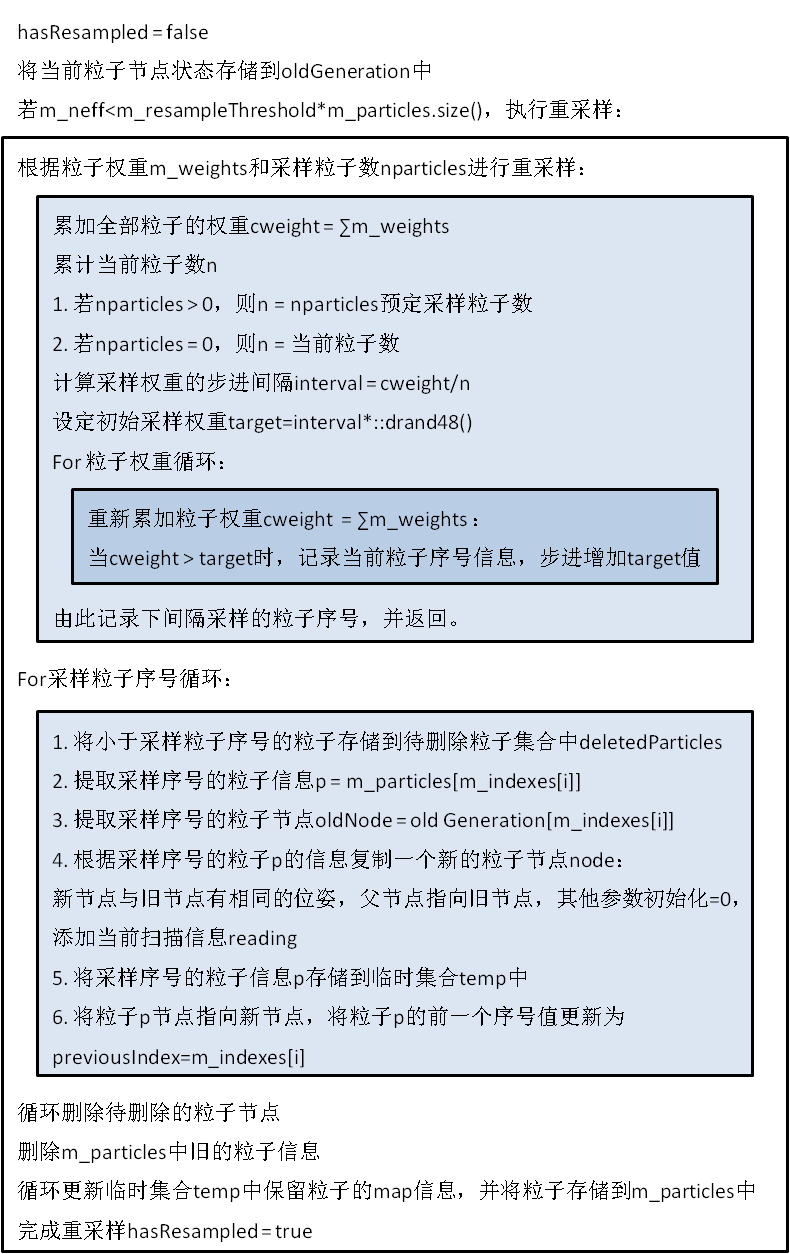 hasResampled = false
将当前粒子节点状态存储到oldGeneration中
若m_neff<m_resampleThreshold*m_particles.size()，执行重采样：
根据粒子权重m_weights和采样粒子数nparticles进行重采样：
累加全部粒子的权重cweight = ∑m_weights
累计当前粒子数n
1. 若nparticles > 0，则n = nparticles预定采样粒子数
2. 若nparticles = 0，则n = 当前粒子数
计算采样权重的步进间隔interval = cweight/n
设定初始采样权重target=interval*::drand48()
For 粒子权重循环：
重新累加粒子权重cweight = ∑m_weights：
当cweight > target时，记录当前粒子序号信息，步进增加target值
由此记录下间隔采样的粒子序号，并返回。
For采样粒子序号循环：
1. 将小于采样粒子序号的粒子存储到待删除粒子集合中deletedParticles
2. 提取采样序号的粒子信息p = m_particles[m_indexes[i]]
3. 提取采样序号的粒子节点oldNode = old Generation[m_indexes[i]]
4. 根据采样序号的粒子p的信息复制一个新的粒子节点node：
新节点与旧节点有相同的位姿，父节点指向旧节点，其他参数初始化=0，
添加当前扫描信息reading
5. 将采样序号的粒子信息p存储到临时集合temp中
6. 将粒子p节点指向新节点，将粒子p的前一个序号值更新为
previousIndex=m_indexes[i]
循环删除待删除的粒子节点
删除m_particles中旧的粒子信息
循环更新临时集合temp中保留粒子的map信息，并将粒子存储到m_particles中
完成重采样hasResampled = true